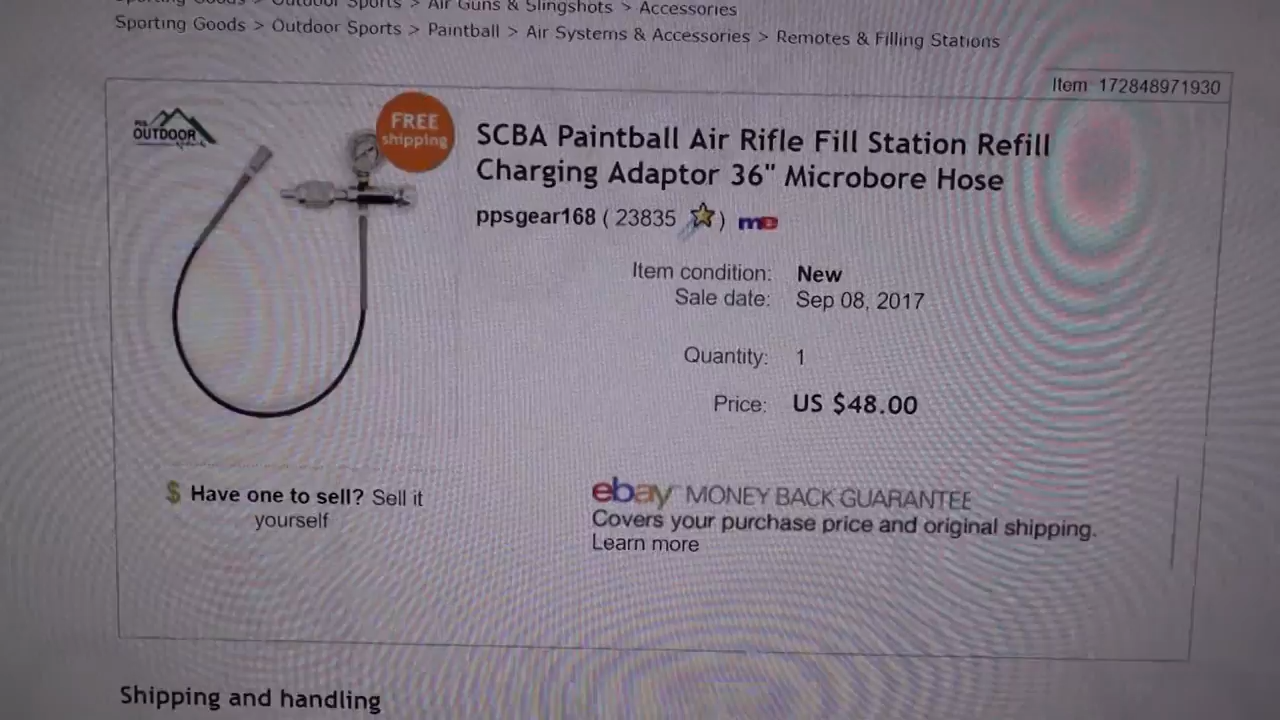 Sporting Goods > Outdoor Sports > Air Guns & Slingshots > Accessories
Sporting Goods > Outdoor Sports > Paintball > Air Systems & Accessories > Remotes & Filling Stations
Item 172848971930
OUTDOOR
FREE
shipping
SCBA Paintball Air Rifle Fill Station Refill
Charging Adaptor 36" Microbore Hose
ppsgear168 ( 23835 )
me
Item condition: New
Sale date: Sep 08, 2017
Quantity: 1
Price: US $48.00
$ Have one to sell? Sell it
yourself
ebay MONEY BACK GUARANTEE
Covers your purchase price and original shipping.
Learn more
Shipping and handling